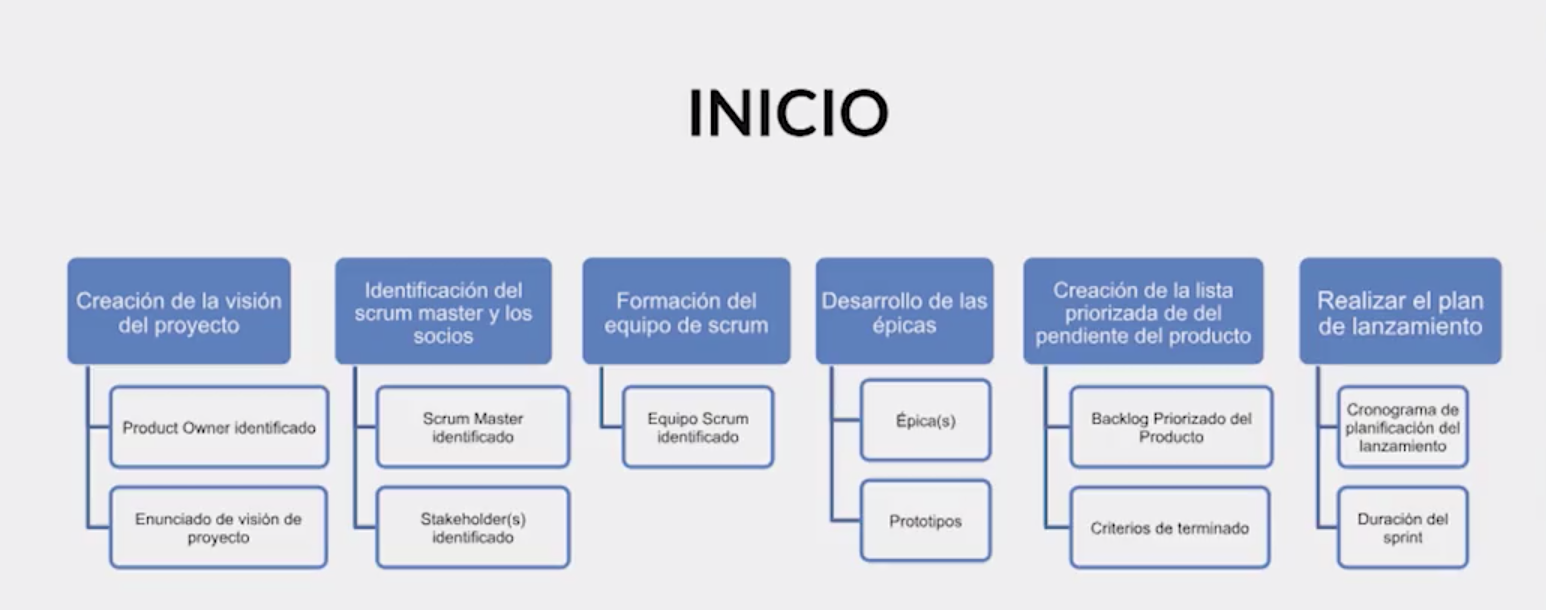 INICIO
Creación de la visión
del proyecto
Product Owner identificado
Enunciado de visión de
proyecto
Identificación del
scrum master y los
socios
Scrum Master
identificado
Stakeholder(s)
identificado
Formación del
equipo de scrum
Equipo Scrum
identificado
Desarrollo de las
épicas
Épica(s)
Prototipos
Creación de la lista
priorizada de del
pendiente del producto
Backlog Priorizado del
Producto
Criterios de terminado
Realizar el plan
de lanzamiento
Cronograma de
planificación del
lanzamiento
Duración del
sprint